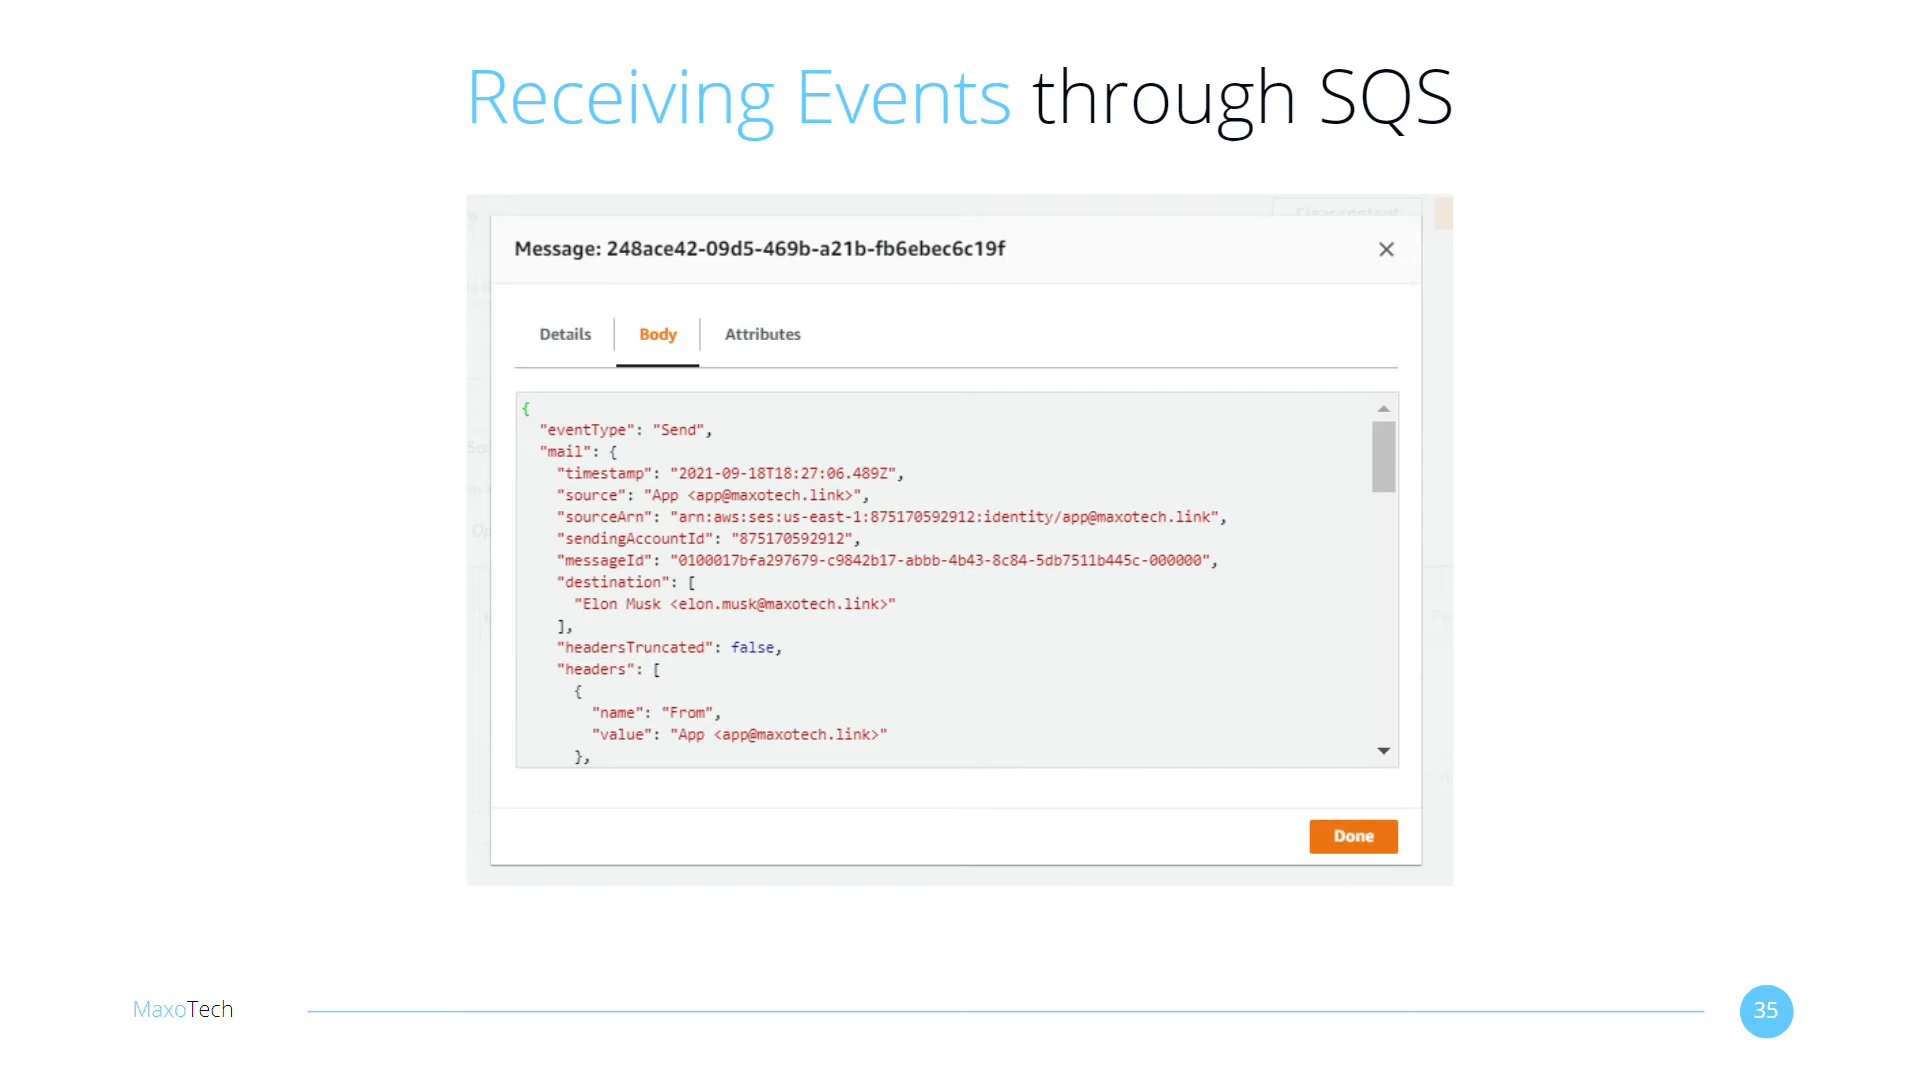 Receiving Events through SQS
Clear content
Message: 248ace42-09d5-469b-a21b-fb6ebec6c19f
Details
Body
Attributes
{
"eventType": "Send",
"mail": {
"timestamp": "2021-09-18T18:27:06.489Z",
"source": "App <app@maxotech.link>",
"sourceArn": "arn:aws:ses:us-east-1:875170592912:identity/app@maxotech.link",
"sendingAccountId": "875170592912",
"messageId": "0100017bfa297679-c9842b17-abbb-4b43-8c84-5db7511b445c-000000",
"destination": [
"Elon Musk <elon.musk@maxotech.link>"
],
"headersTruncated": false,
"headers": [
{
"name": "From",
"value": "App <app@maxotech.link>"
},
Done
MaxoTech
35